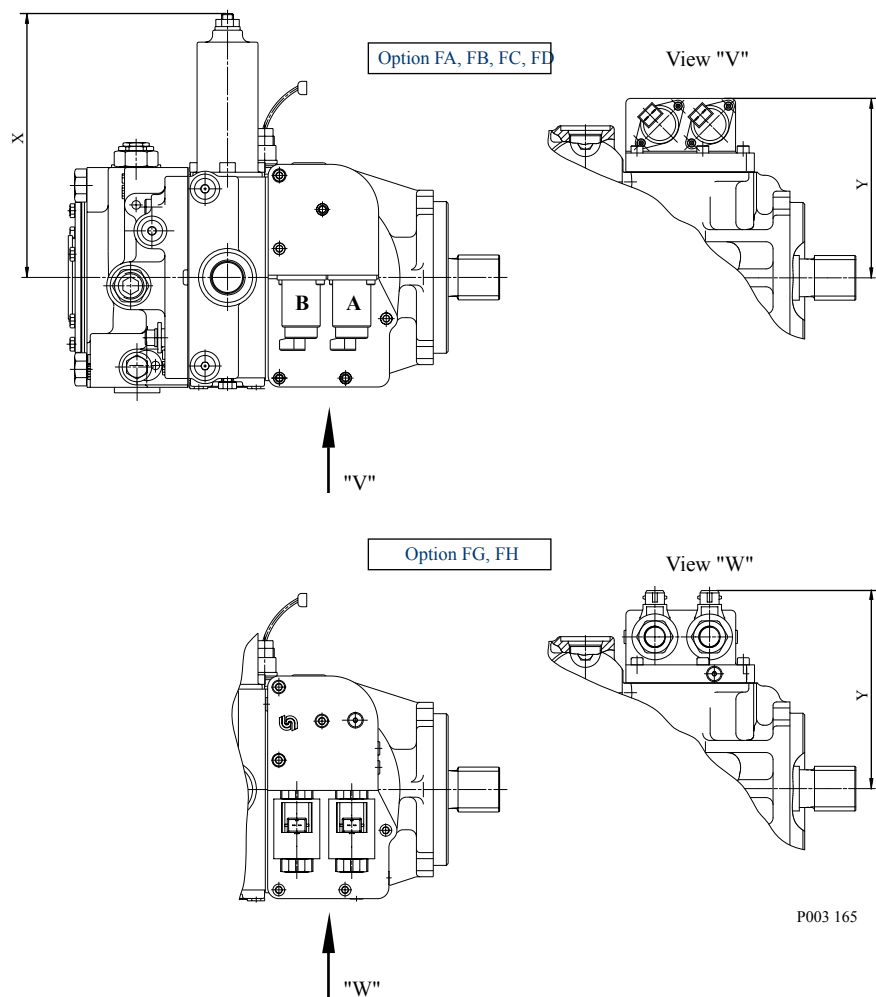 X
Option FA, FB, FC, FD
View "V"
Y
B
A
"V"
Option FG, FH
View "W"
Y
P003 165
"W"